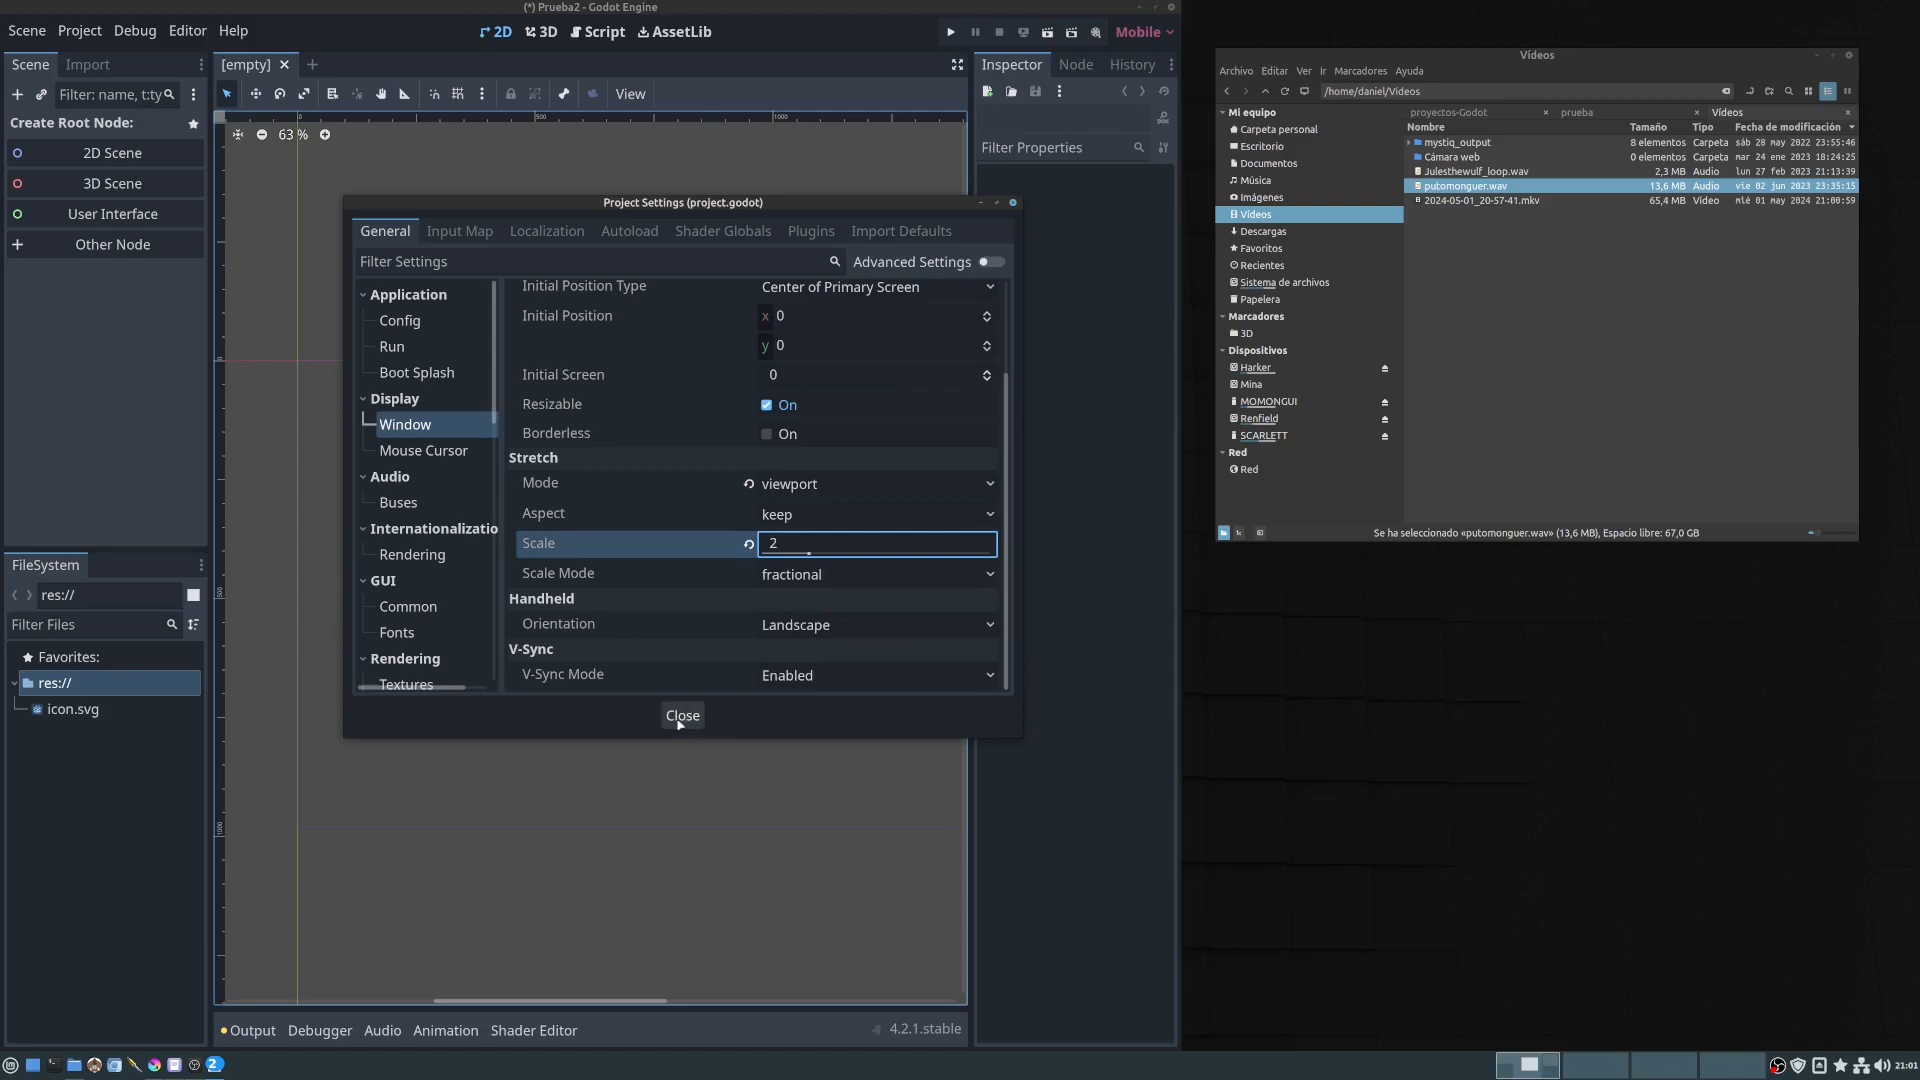 (*) Prueba2 - Godot Engine
Scene Project Debug Editor Help
2D 3D Script AssetLib
Mobile
Scene Import
[empty]
Inspector Node History
Filter: name, t:ty
View
Create Root Node:
63 %
0 500 1000
Filter Properties
2D Scene
3D Scene
User Interface
Other Node
Project Settings (project.godot)
General Input Map Localization Autoload Shader Globals Plugins Import Defaults
Filter Settings
Advanced Settings
Application
Config
Run
Boot Splash
Display
Window
Mouse Cursor
Audio
Buses
Internationalizatio
Rendering
GUI
Common
Fonts
Rendering
Textures
Initial Position Type Center of Primary Screen
Initial Position x 0
y 0
Initial Screen 0
Resizable On
Borderless On
Stretch
Mode viewport
Aspect keep
Scale 2
Scale Mode fractional
Handheld
Orientation Landscape
V-Sync
V-Sync Mode Enabled
Close
0
500
1000
FileSystem
res://
Filter Files
Favorites:
res://
icon.svg
Output Debugger Audio Animation Shader Editor
4.2.1.stable
Vídeos
Archivo Editar Ver Ir Marcadores Ayuda
/home/daniel/Vídeos
Mi equipo
Carpeta personal
Escritorio
Documentos
Música
Imágenes
Vídeos
Descargas
Favoritos
Recientes
Sistema de archivos
Papelera
Marcadores
3D
Dispositivos
Harker
Mina
MOMONGUI
Renfield
SCARLETT
Red
Red
proyectos-Godot prueba Vídeos
Nombre Tamaño Tipo Fecha de modificación
mystiq_output 8 elementos Carpeta sáb 28 may 2022 23:55:46
Cámara web 0 elementos Carpeta mar 24 ene 2023 18:24:25
Julesthewulf_loop.wav 2,3 MB Audio lun 27 feb 2023 21:13:39
putomonguer.wav 13,6 MB Audio vie 02 jun 2023 23:35:15
2024-05-01_20-57-41.mkv 65,4 MB Vídeo mié 01 may 2024 21:00:59
Se ha seleccionado «putomonguer.wav» (13,6 MB), Espacio libre: 67,0 GB
2
21:01